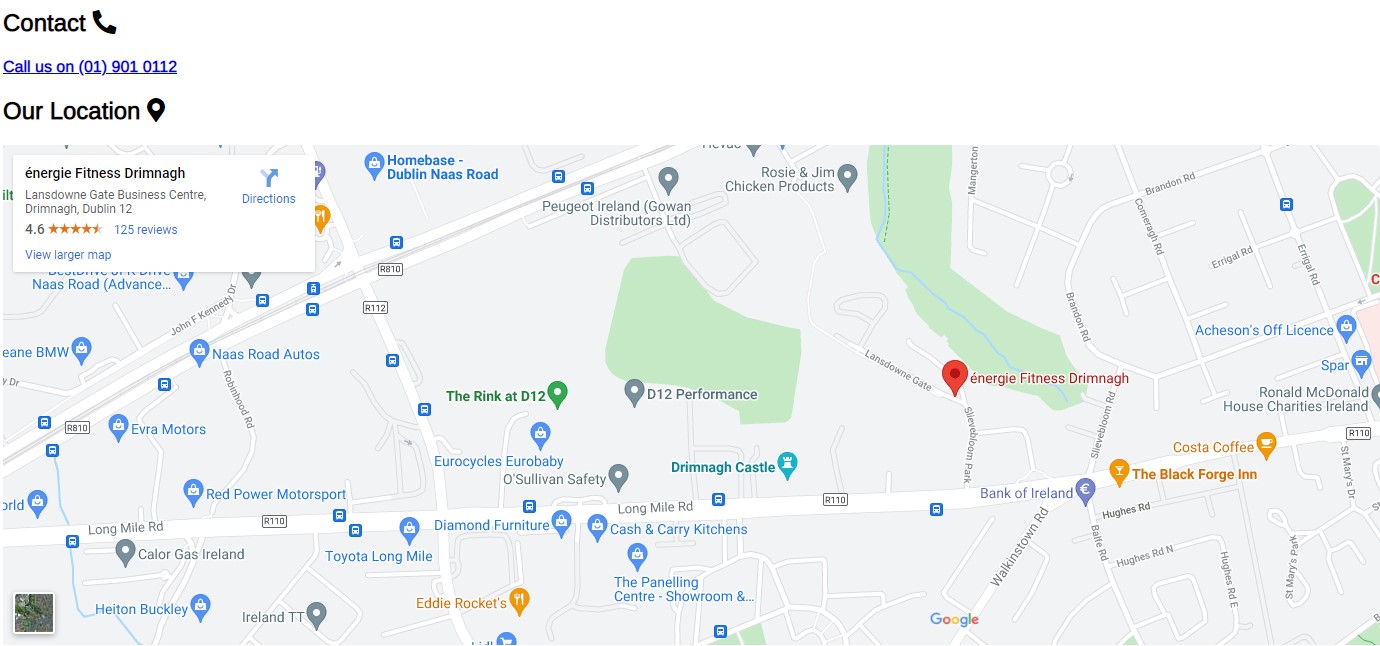 Contact
Call us on (01) 901 0112
Our Location
énergie Fitness Drimnagh
Lansdowne Gate Business Centre,
Drimnagh, Dublin 12
4.6
125 reviews
View larger map
Directions
Homebase -
Dublin Naas Road
Peugeot Ireland (Gowan
Distributors Ltd)
Rosie & Jim
Chicken Products
Mangerton
Brandon Rd
Comeragh Rd
Errigal Rd
Errigal Rd
Brandon Rd
R810
R112
Naas Road (Advance...
John F Kennedy Dr
eane BMW
Naas Road Autos
Robinhood Rd
y Dr
R810
Evra Motors
The Rink at D12
D12 Performance
Lansdowne Gate
énergie Fitness Drimnagh
Acheson's Off Licence
Spar
Ronald McDonald
House Charities Ireland
R110
Slievebloom Park
Slievebloom Rd
Costa Coffee
The Black Forge Inn
Bank of Ireland
Eurocycles Eurobaby
O'Sullivan Safety
Drimnagh Castle
R110
Red Power Motorsport
orld
Long Mile Rd
R110
Long Mile Rd
Diamond Furniture
Cash & Carry Kitchens
Toyota Long Mile
Calor Gas Ireland
The Panelling
Centre - Showroom &...
Eddie Rocket's
Heiton Buckley
Ireland TT
Lidl
Walkinstown Rd
Hughes Rd
Balfe Rd
Hughes Rd N
Hughes Rd E
St Mary's Park
St Mary's Dr
Google